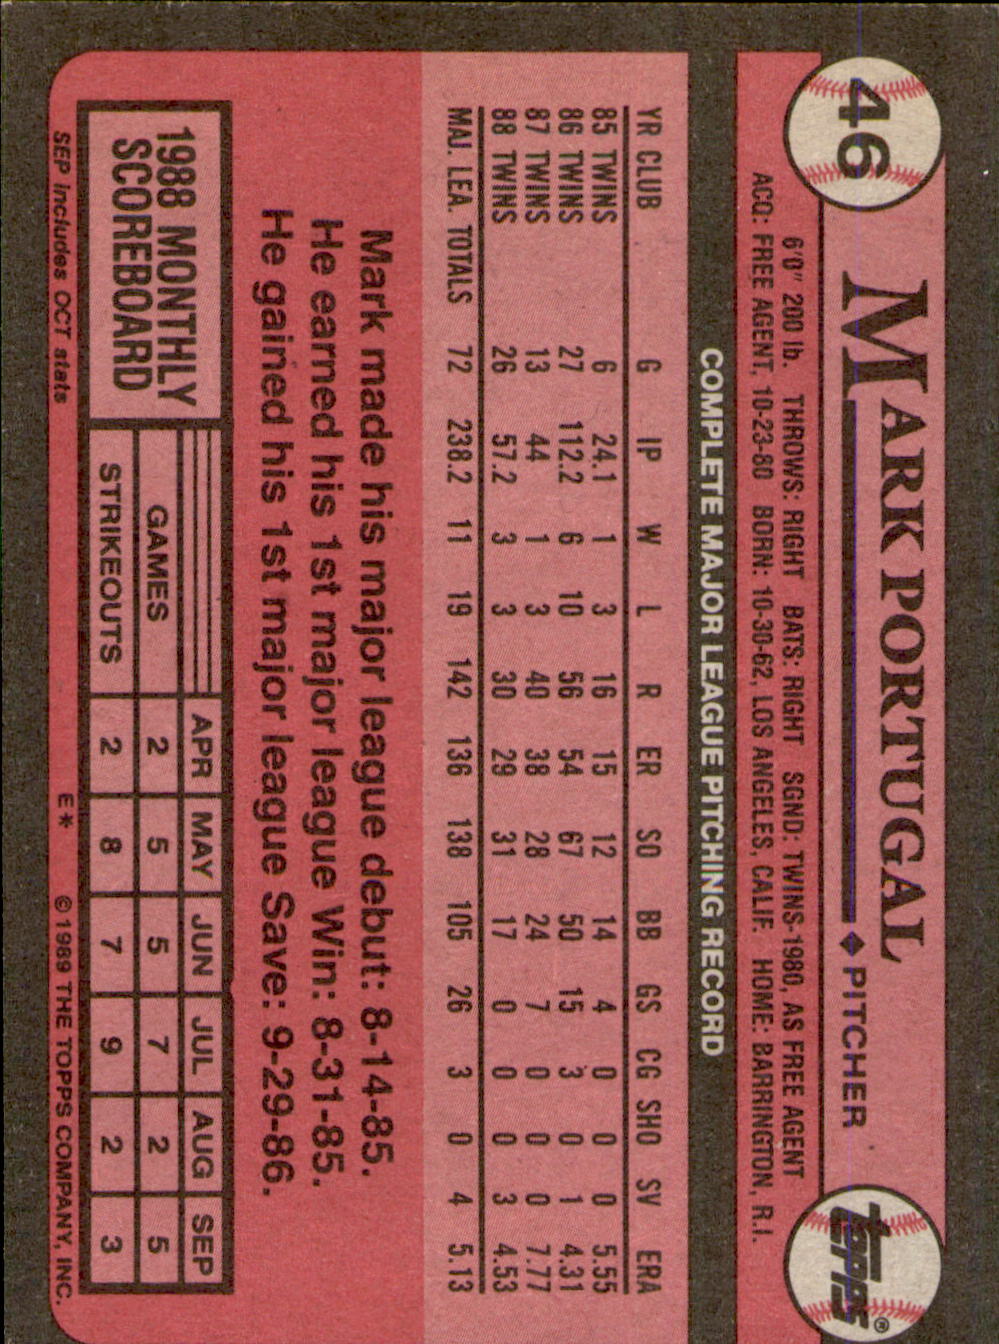 46
MARK PORTUGAL ◆ PITCHER
TOPPS®
6'0" 200 lb. THROWS: RIGHT BATS: RIGHT SGND: TWINS-1980, AS FREE AGENT
ACQ: FREE AGENT, 10-23-80 BORN: 10-30-62, LOS ANGELES, CALIF. HOME: BARRINGTON, R.I.
COMPLETE MAJOR LEAGUE PITCHING RECORD
YR CLUB G IP W L R ER SO BB GS CG SHO SV ERA
85 TWINS 6 24.1 1 3 16 15 12 14 4 0 0 0 5.55
86 TWINS 27 112.2 6 10 56 54 67 50 15 3 0 1 4.31
87 TWINS 13 44 1 3 40 38 28 24 7 0 0 0 7.77
88 TWINS 26 57.2 3 3 30 29 31 17 0 0 0 3 4.53
MAJ. LEA. TOTALS 72 238.2 11 19 142 136 138 105 26 3 0 4 5.13
Mark made his major league debut: 8-14-85.
He earned his 1st major league Win: 8-31-85.
He gained his 1st major league Save: 9-29-86.
1988 MONTHLY
SCOREBOARD
APR MAY JUN JUL AUG SEP
GAMES 2 5 5 7 2 5
STRIKEOUTS 2 8 7 9 2 3
SEP includes OCT stats
E* © 1989 THE TOPPS COMPANY, INC.